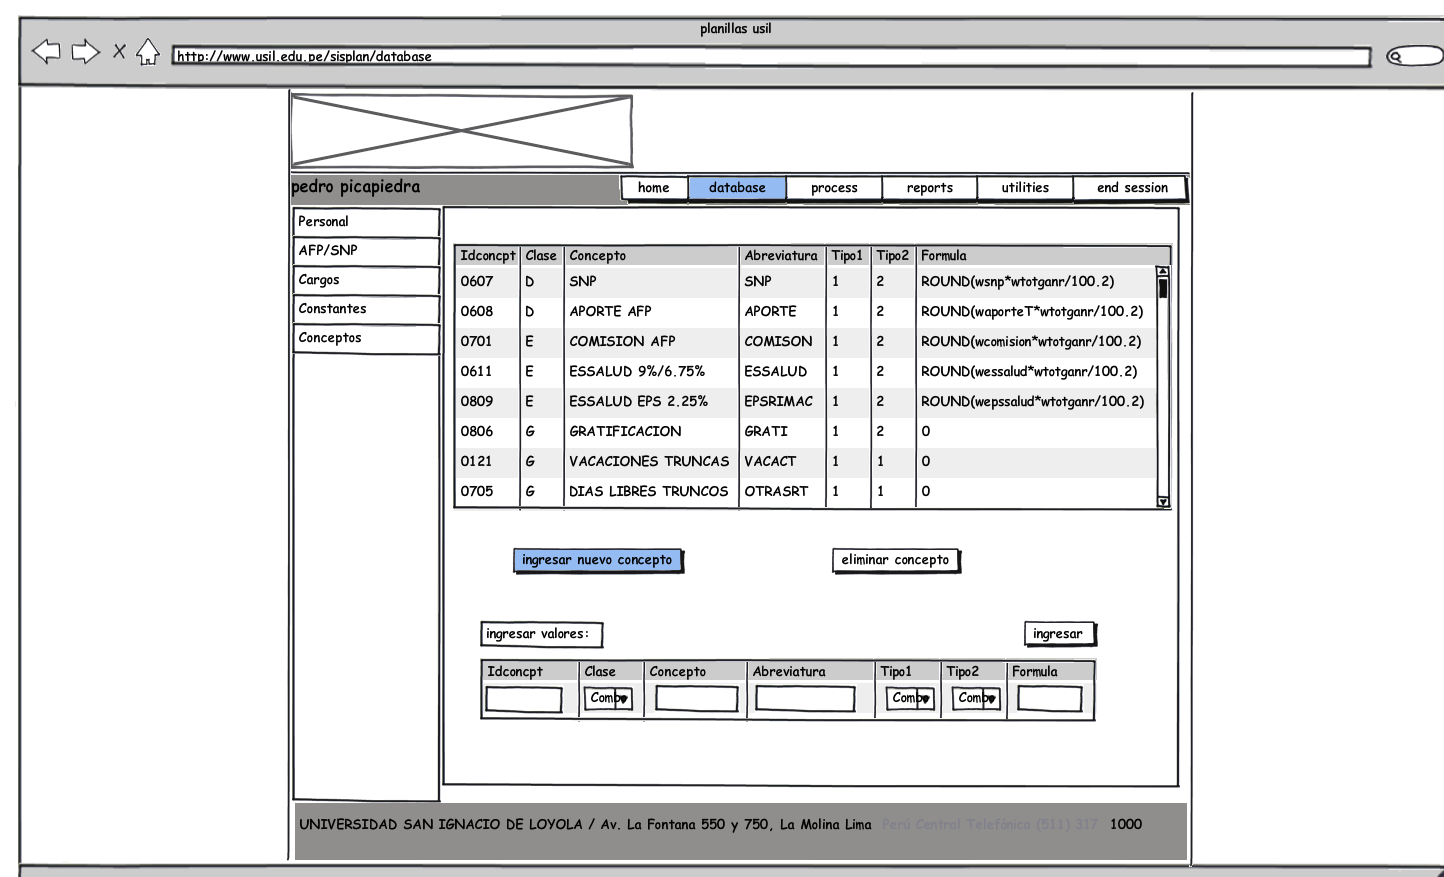 planillas usil
http://www.usil.edu.pe/sisplan/database
pedro picapiedra
home database process reports utilities end session
Personal
AFP/SNP
Cargos
Constantes
Conceptos
Idconcpt Clase Concepto Abreviatura Tipo1 Tipo2 Formula
0607 D SNP SNP 1 2 ROUND(wsnp*wtotganr/100.2)
0608 D APORTE AFP APORTE 1 2 ROUND(waporteT*wtotganr/100.2)
0701 E COMISION AFP COMISON 1 2 ROUND(wcomision*wtotganr/100.2)
0611 E ESSALUD 9%/6.75% ESSALUD 1 2 ROUND(wessalud*wtotganr/100.2)
0809 E ESSALUD EPS 2.25% EPSRIMAC 1 2 ROUND(wepssalud*wtotganr/100.2)
0806 G GRATIFICACION GRATI 1 2 0
0121 G VACACIONES TRUNCAS VACACT 1 1 0
0705 G DIAS LIBRES TRUNCOS OTRASRT 1 1 0
ingresar nuevo concepto eliminar concepto
ingresar valores: ingresar
Idconcpt Clase Concepto Abreviatura Tipo1 Tipo2 Formula
Combo Combo Combo
UNIVERSIDAD SAN IGNACIO DE LOYOLA / Av. La Fontana 550 y 750, La Molina Lima Perú Central Telefónica (511) 317 1000